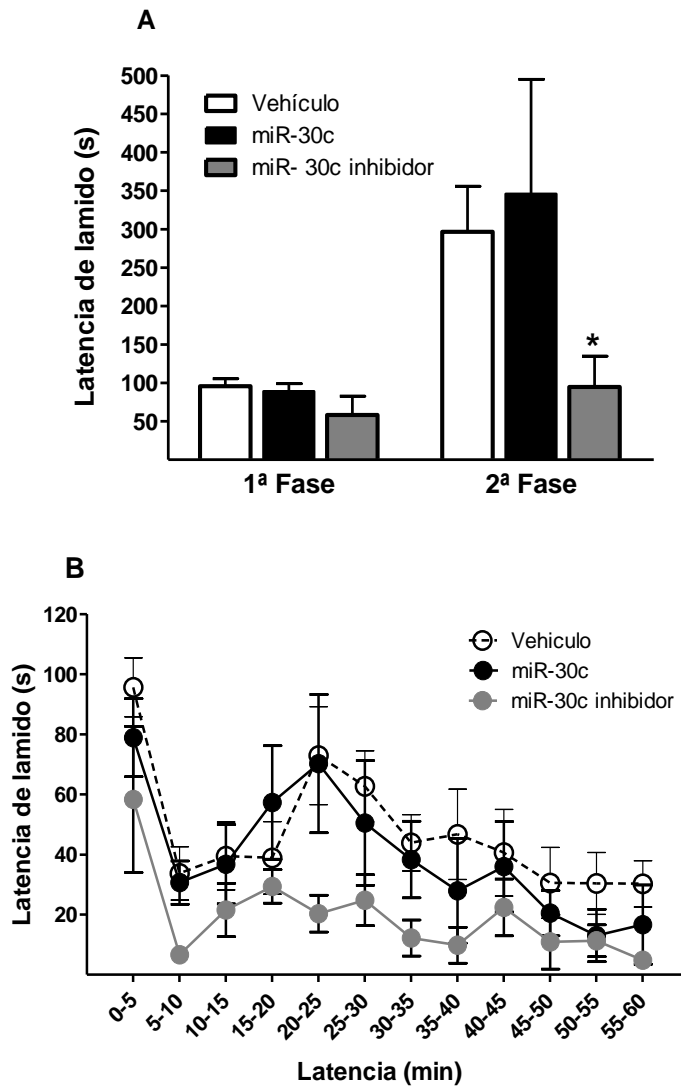 A
Latencia de lamido (s)
500
450
400
350
300
250
200
150
100
50
Vehículo
miR-30c
miR- 30c inhibidor
*
1ª Fase
2ª Fase
B
Latencia de lamido (s)
120
100
80
60
40
20
Vehiculo
miR-30c
miR-30c inhibidor
0-5
5-10
10-15
15-20
20-25
25-30
30-35
35-40
40-45
45-50
50-55
55-60
Latencia (min)